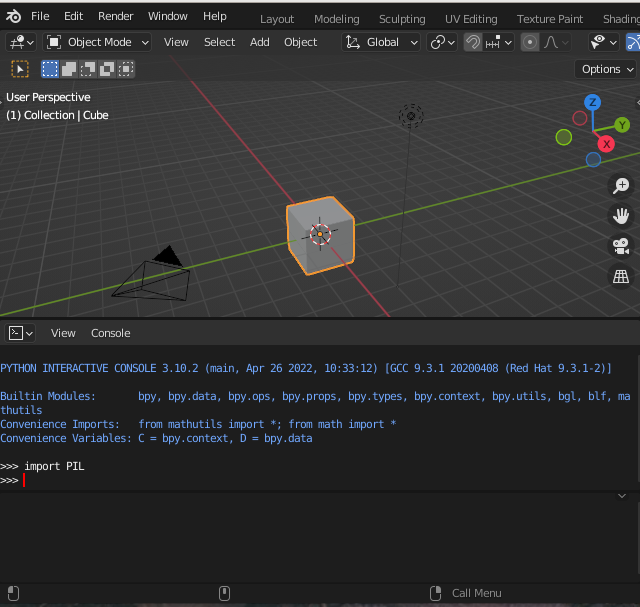 File Edit Render Window Help Layout Modeling Sculpting UV Editing Texture Paint Shading
Object Mode View Select Add Object Global
Options
User Perspective
(1) Collection | Cube
Z
Y
X
View Console
PYTHON INTERACTIVE CONSOLE 3.10.2 (main, Apr 26 2022, 10:33:12) [GCC 9.3.1 20200408 (Red Hat 9.3.1-2)]
Builtin Modules: bpy, bpy.data, bpy.ops, bpy.props, bpy.types, bpy.context, bpy.utils, bgl, blf, ma
thutils
Convenience Imports: from mathutils import *; from math import *
Convenience Variables: C = bpy.context, D = bpy.data
>>> import PIL
>>>
Call Menu